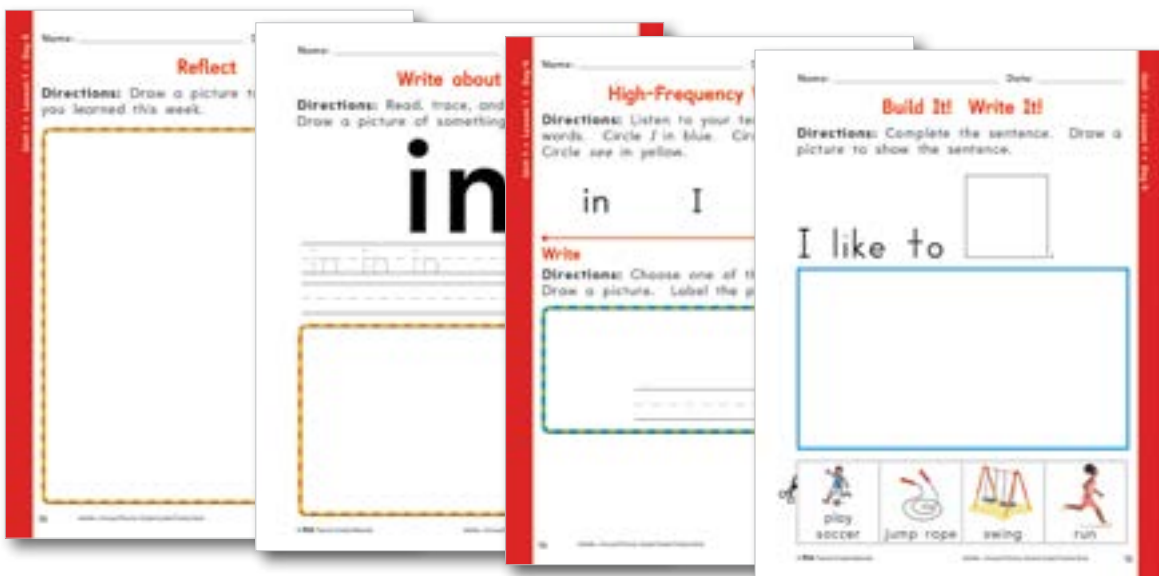 Name:
Reflect
Directions: Draw a picture t
you learned this week.
Name:
Write about
Directions: Read, trace, and
Draw a picture of something
in
in in in
Name:
High-Frequency
Directions: Listen to your te
words. Circle I in blue. Cir
Circle see in yellow.
in I
Write
Directions: Choose one of th
Draw a picture. Label the p
Name: Date:
Build It! Write It!
Directions: Complete the sentence. Draw a
picture to show the sentence.
I like to .
play
soccer
jump rope
swing
run